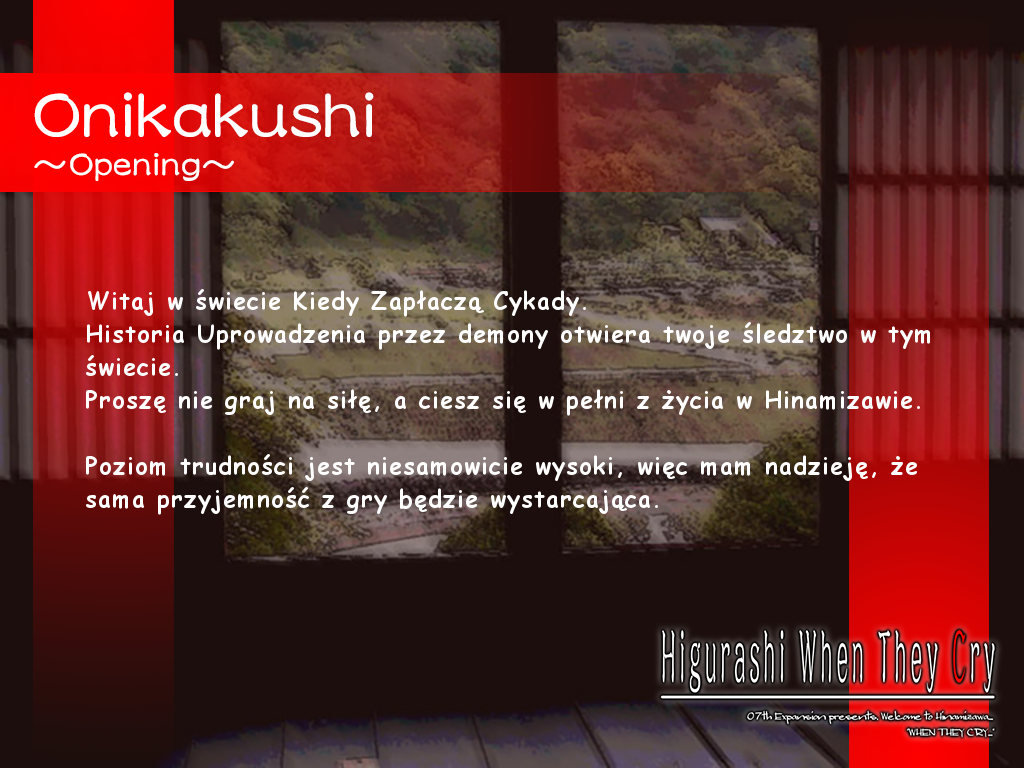 Onikakushi
～Opening～
Witaj w świecie Kiedy Zapłaczą Cykady.
Historia Uprowadzenia przez demony otwiera twoje śledztwo w tym
świecie.
Proszę nie graj na siłę, a ciesz się w pełni z życia w Hinamizawie.
Poziom trudności jest niesamowicie wysoki, więc mam nadzieję, że
sama przyjemność z gry będzie wystarcająca.
Higurashi When They Cry
07th Expansion presents. Welcome to Hinamizawa...
"WHEN THEY CRY..."